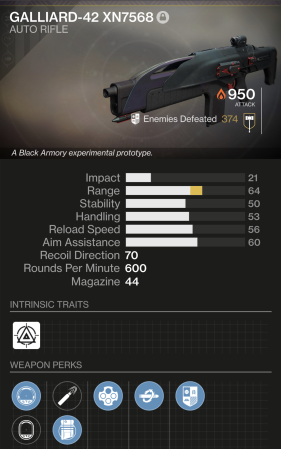 GALLIARD-42 XN7568
AUTO RIFLE
950
ATTACK
Enemies Defeated 374
A Black Armory experimental prototype.
Impact 21
Range 64
Stability 50
Handling 53
Reload Speed 56
Aim Assistance 60
Recoil Direction 70
Rounds Per Minute 600
Magazine 44
INTRINSIC TRAITS
WEAPON PERKS